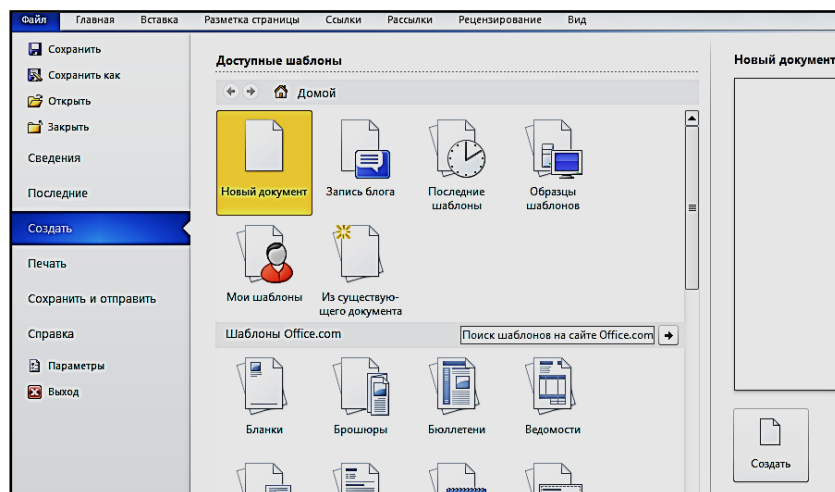 Файл Главная Вставка Разметка страницы Ссылки Рассылки Рецензирование Вид
Сохранить
Сохранить как
Открыть
Закрыть
Сведения
Последние
Создать
Печать
Сохранить и отправить
Справка
Параметры
Выход
Доступные шаблоны
Домой
Новый документ
Запись блога
Последние
шаблоны
Образцы
шаблонов
Мои шаблоны
Из существую-
щего документа
Шаблоны Office.com
Поиск шаблонов на сайте Office.com
Бланки
Брошюры
Бюллетени
Ведомости
Новый документ
Создать